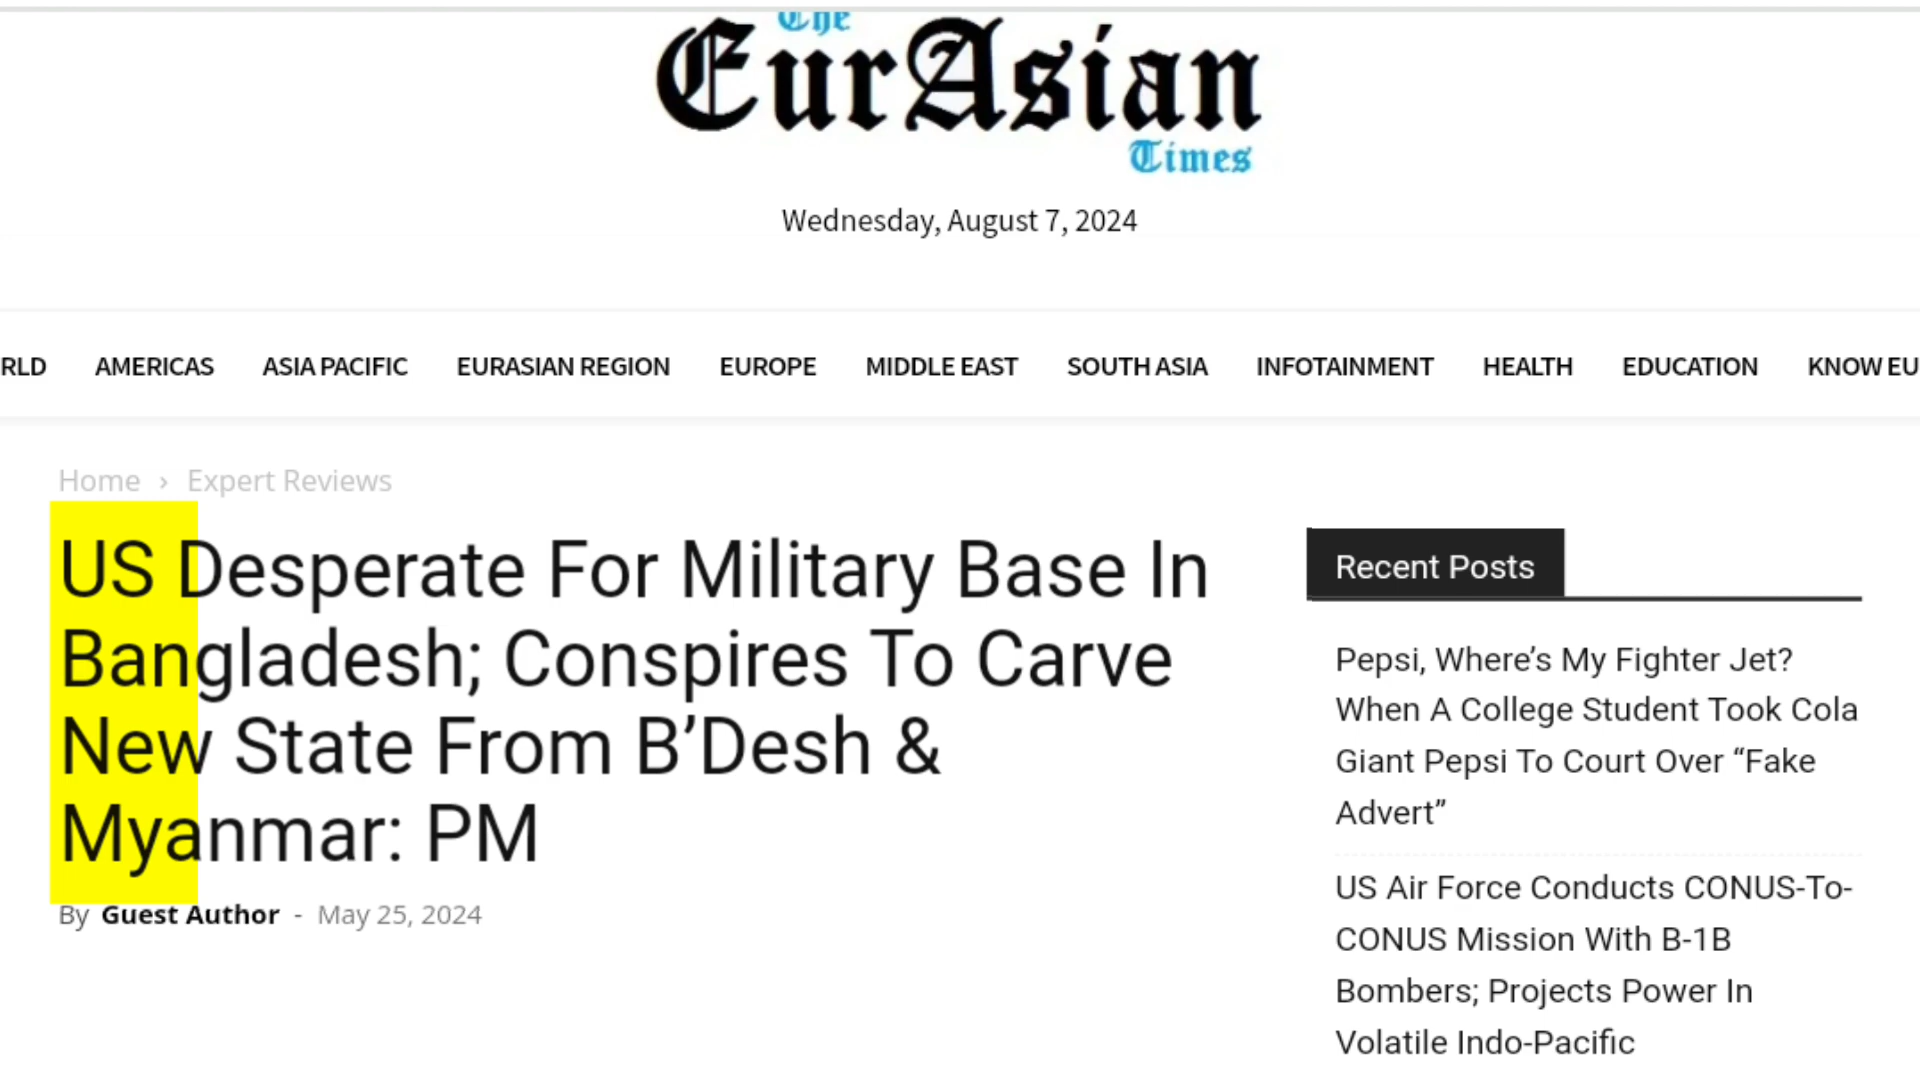 The
EurAsian
Times
Wednesday, August 7, 2024
RLD AMERICAS ASIA PACIFIC EURASIAN REGION EUROPE MIDDLE EAST SOUTH ASIA INFOTAINMENT HEALTH EDUCATION KNOW EU
Home › Expert Reviews
US Desperate For Military Base In
Bangladesh; Conspires To Carve
New State From B’Desh &
Myanmar: PM
By Guest Author - May 25, 2024
Recent Posts
Pepsi, Where’s My Fighter Jet?
When A College Student Took Cola
Giant Pepsi To Court Over “Fake
Advert”
US Air Force Conducts CONUS-To-
CONUS Mission With B-1B
Bombers; Projects Power In
Volatile Indo-Pacific